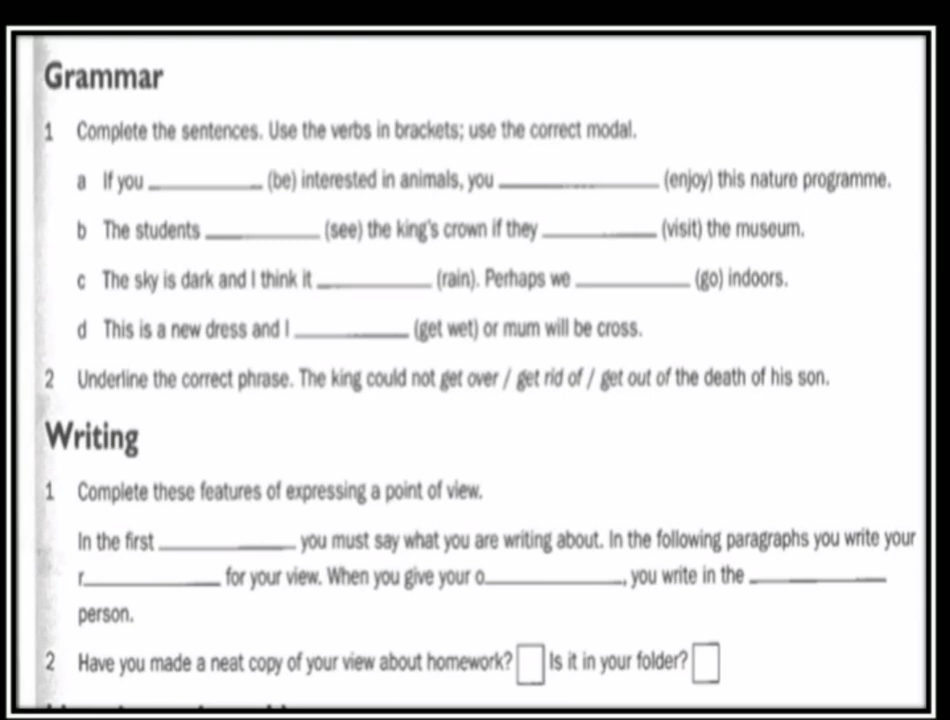 Grammar
1 Complete the sentences. Use the verbs in brackets; use the correct modal.
a If you ____________ (be) interested in animals, you ________________ (enjoy) this nature programme.
b The students ____________ (see) the king's crown if they ____________ (visit) the museum.
c The sky is dark and I think it ____________ (rain). Perhaps we ____________ (go) indoors.
d This is a new dress and I ____________ (get wet) or mum will be cross.
2 Underline the correct phrase. The king could not get over / get rid of / get out of the death of his son.
Writing
1 Complete these features of expressing a point of view.
In the first ______________ you must say what you are writing about. In the following paragraphs you write your
r______________ for your view. When you give your o______________, you write in the ______________
person.
2 Have you made a neat copy of your view about homework? □ Is it in your folder? □